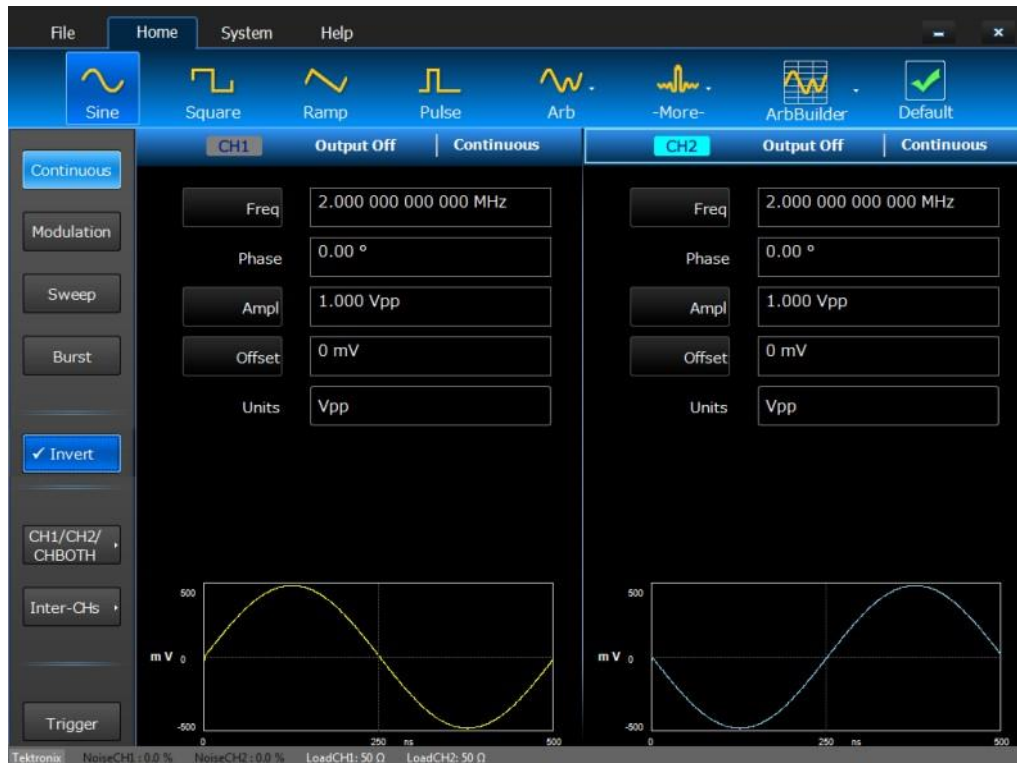 File Home System Help
Sine Square Ramp Pulse Arb -More- ArbBuilder Default
Continuous
Modulation
Sweep
Burst
✓ Invert
CH1/CH2/
CHBOTH
Inter-CHs
Trigger
CH1 Output Off Continuous
Freq 2.000 000 000 000 MHz
Phase 0.00 °
Ampl 1.000 Vpp
Offset 0 mV
Units Vpp
500
mV 0
-500
0 250 ns 500
CH2 Output Off Continuous
Freq 2.000 000 000 000 MHz
Phase 0.00 °
Ampl 1.000 Vpp
Offset 0 mV
Units Vpp
500
mV 0
-500
0 250 ns 500
Tektronix NoiseCH1 : 0.0 % NoiseCH2 : 0.0 % LoadCH1: 50 Ω LoadCH2: 50 Ω